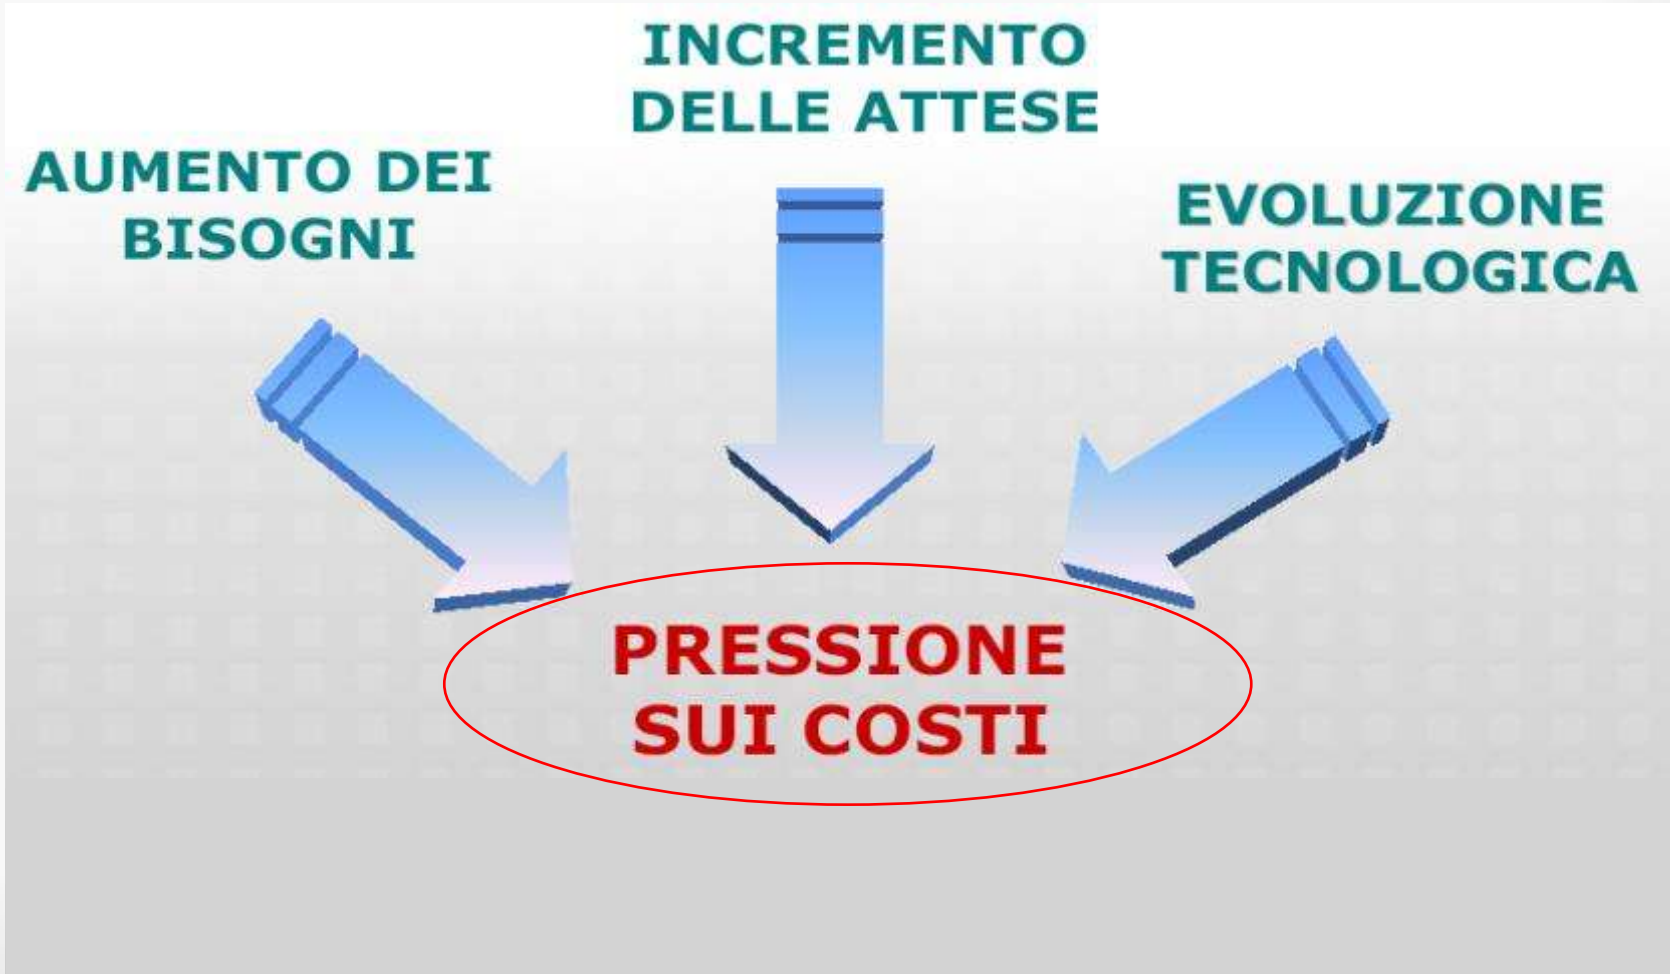 INCREMENTO
DELLE ATTESE
AUMENTO DEI
BISOGNI
EVOLUZIONE
TECNOLOGICA
PRESSIONE
SUI COSTI